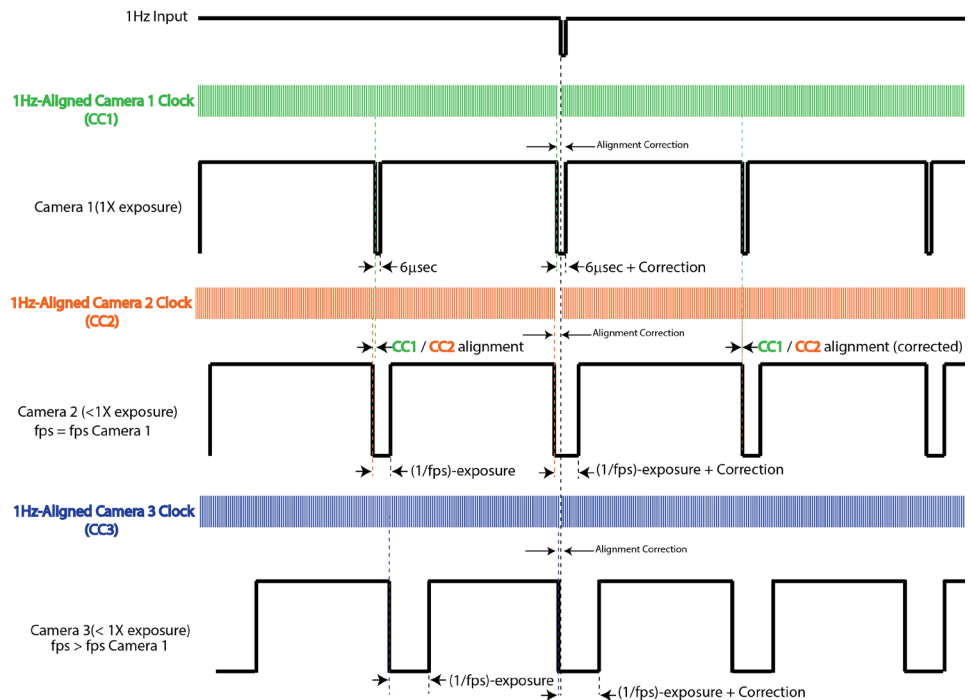 1Hz Input
1Hz-Aligned Camera 1 Clock
(CC1)
Alignment Correction
Camera 1(1X exposure)
6µsec
6µsec + Correction
1Hz-Aligned Camera 2 Clock
(CC2)
Alignment Correction
CC1 / CC2 alignment
CC1 / CC2 alignment (corrected)
Camera 2 (<1X exposure)
fps = fps Camera 1
(1/fps)-exposure
(1/fps)-exposure + Correction
1Hz-Aligned Camera 3 Clock
(CC3)
Alignment Correction
Camera 3(< 1X exposure)
fps > fps Camera 1
(1/fps)-exposure
(1/fps)-exposure + Correction